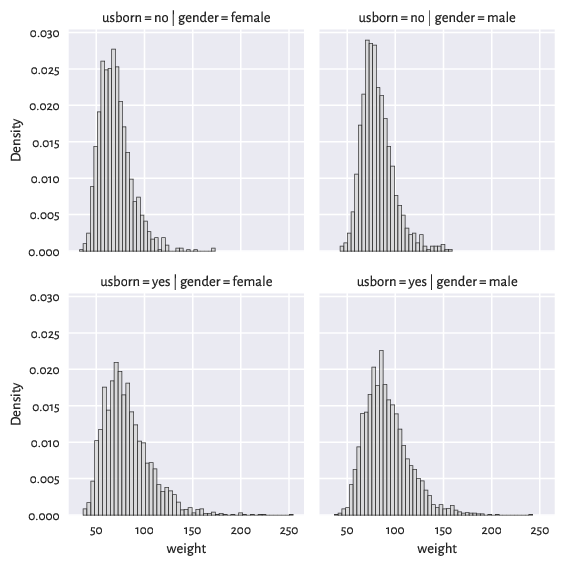 usborn = no | gender = female
usborn = no | gender = male
0.030
0.025
0.020
0.015
0.010
0.005
0.000
Density
usborn = yes | gender = female
usborn = yes | gender = male
0.030
0.025
0.020
0.015
0.010
0.005
0.000
Density
50 100 150 200 250
50 100 150 200 250
weight
weight